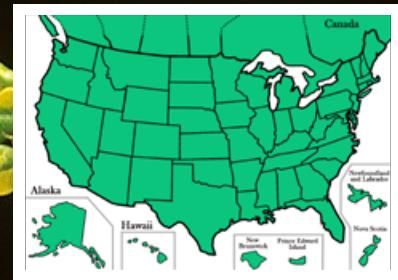 Canada
Alaska
Hawaii
Newfoundland
and Labrador
Nova Scotia
New
Brunswick
Prince Edward
Island